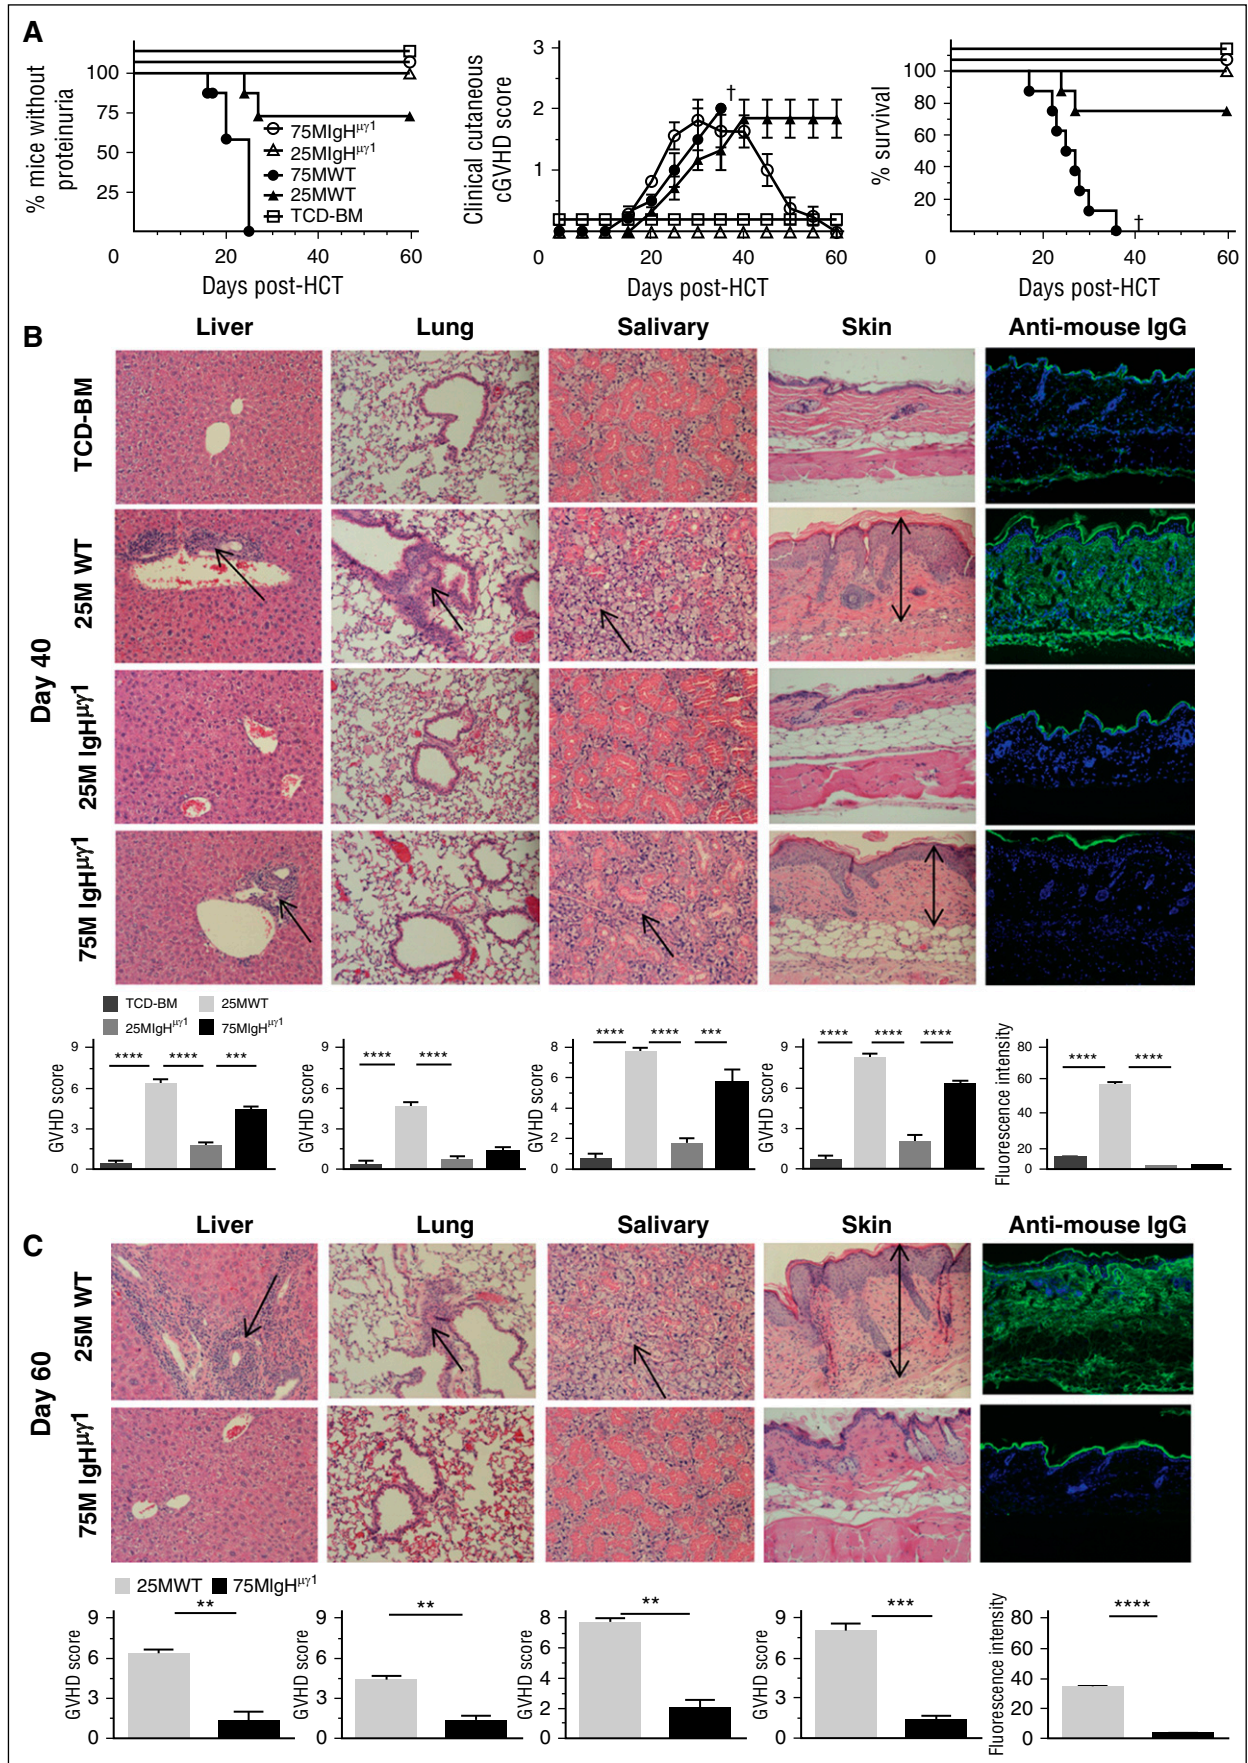 A
% mice without
proteinuria
100
75
50
25
0
20
40
60
Days post-HCT
75MIgHμγ1
25MIgHμγ1
75MWT
25MWT
TCD-BM
Clinical cutaneous
cGVHD score
3
2
1
0
20
40
60
†
Days post-HCT
% survival
100
80
60
40
20
0
20
40
60
†
Days post-HCT
B
Liver
Lung
Salivary
Skin
Anti-mouse IgG
Day 40
TCD-BM
25M WT
25M IgHμγ1
75M IgHμγ1
TCD-BM
25MWT
25MIgHμγ1
75MIgHμγ1
GVHD score
9
6
3
0
**** **** ***
GVHD score
9
6
3
0
**** ****
GVHD score
8
6
4
2
0
**** **** ***
GVHD score
9
6
3
0
**** **** ****
Fluorescence intensity
80
60
40
20
0
**** ****
C
Liver
Lung
Salivary
Skin
Anti-mouse IgG
Day 60
25M WT
75M IgHμγ1
25MWT
75MIgHμγ1
GVHD score
9
6
3
0
**
GVHD score
9
6
3
0
**
GVHD score
8
6
4
2
0
**
GVHD score
9
6
3
0
***
Fluorescence intensity
80
60
40
20
0
****